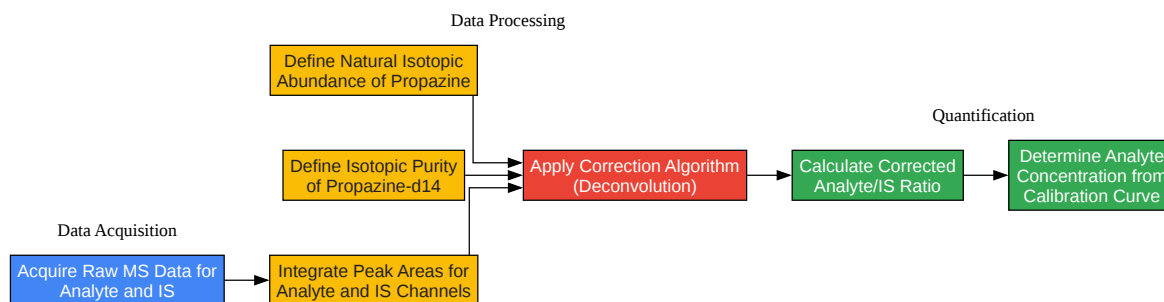 Data Processing
Define Natural Isotopic
Abundance of Propazine
Quantification
Define Isotopic Purity
of Propazine-d14
Apply Correction Algorithm
(Deconvolution)
Calculate Corrected
Analyte/IS Ratio
Determine Analyte
Concentration from
Calibration Curve
Data Acquisition
Acquire Raw MS Data for
Analyte and IS
Integrate Peak Areas for
Analyte and IS Channels